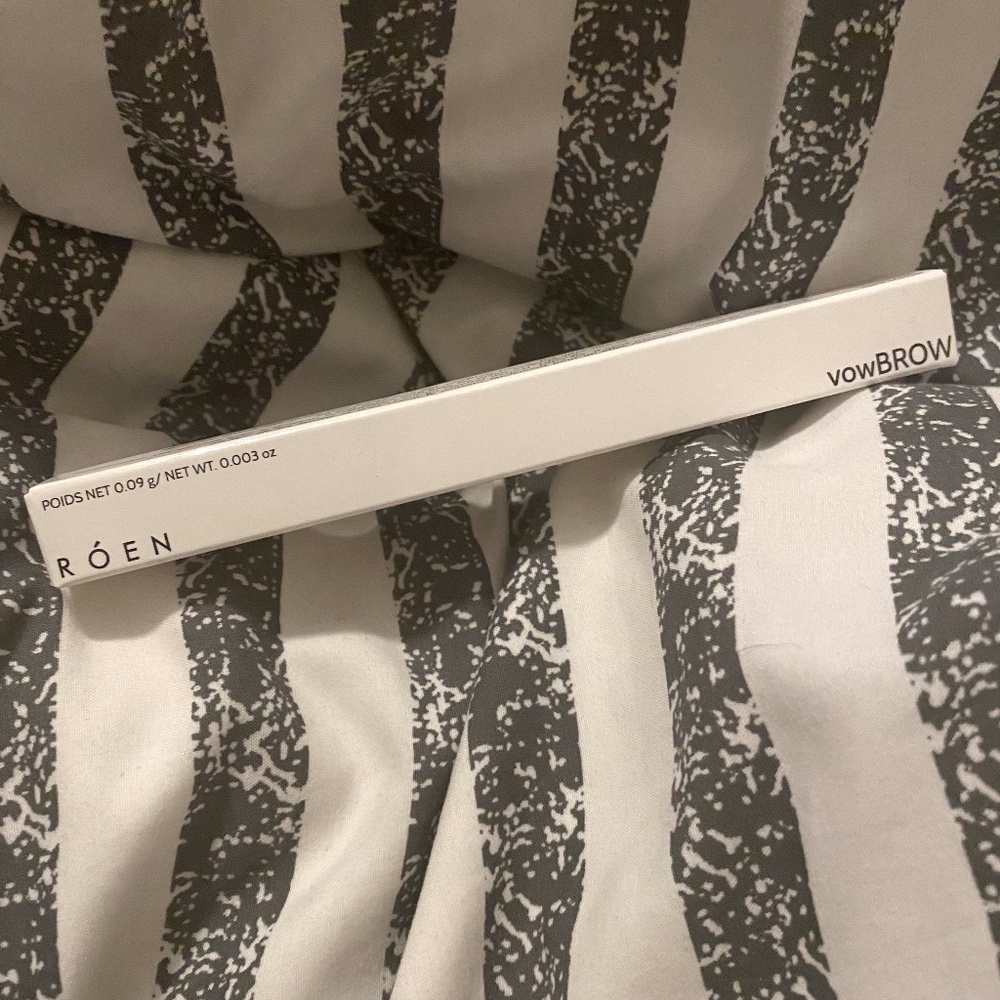 POIDS NET 0.09 g/ NET WT. 0.003 oz
RÓEN
vowBROW